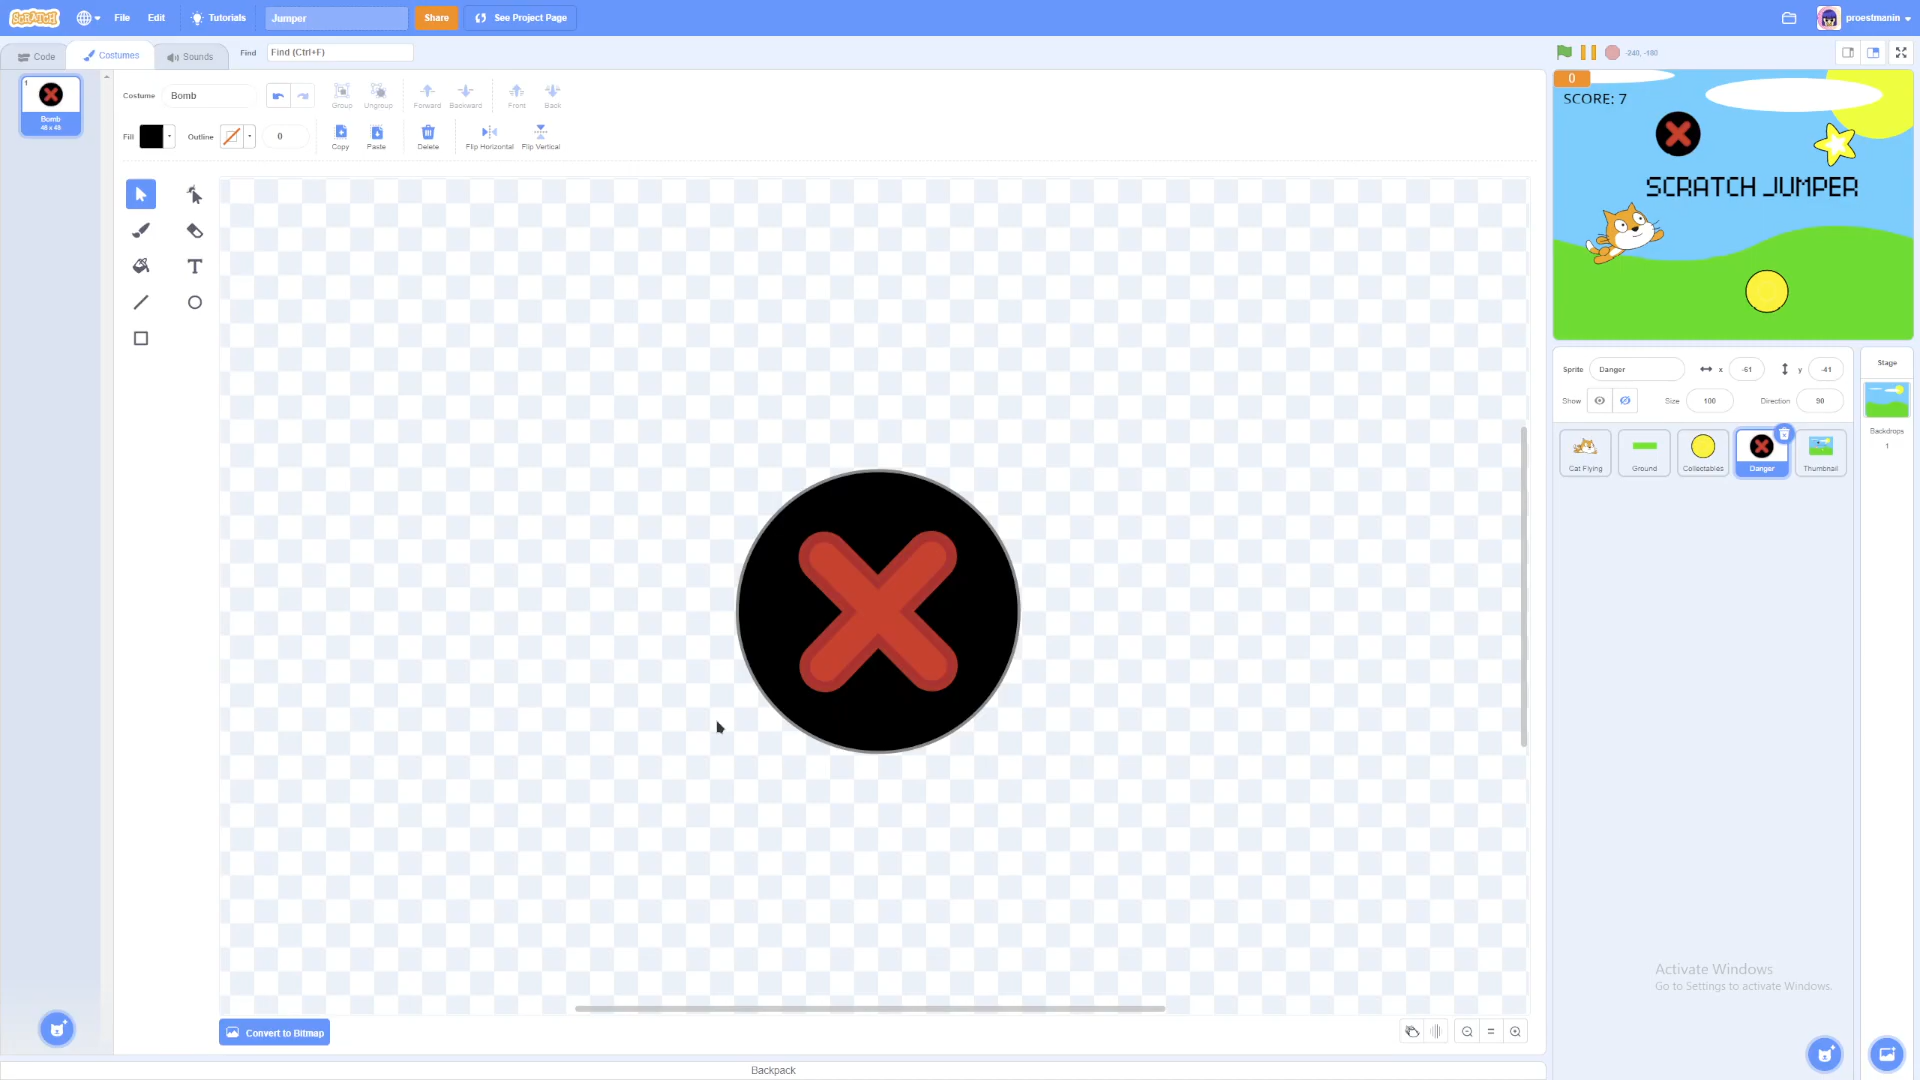 SCRATCH
File
Edit
Tutorials
Jumper
Share
See Project Page
proestmanin
Code
Costumes
Sounds
Find
Find (Ctrl+F)
-240, -180
1
Bomb
48 x 48
Costume
Bomb
Group
Ungroup
Forward
Backward
Front
Back
Fill
Outline
0
Copy
Paste
Delete
Flip Horizontal
Flip Vertical
0
SCORE: 7
SCRATCH JUMPER
Sprite
Danger
x
-61
y
-41
Show
Size
100
Direction
90
Cat Flying
Ground
Collectables
Danger
Thumbnail
Stage
Backdrops
1
Activate Windows
Go to Settings to activate Windows.
Convert to Bitmap
Backpack